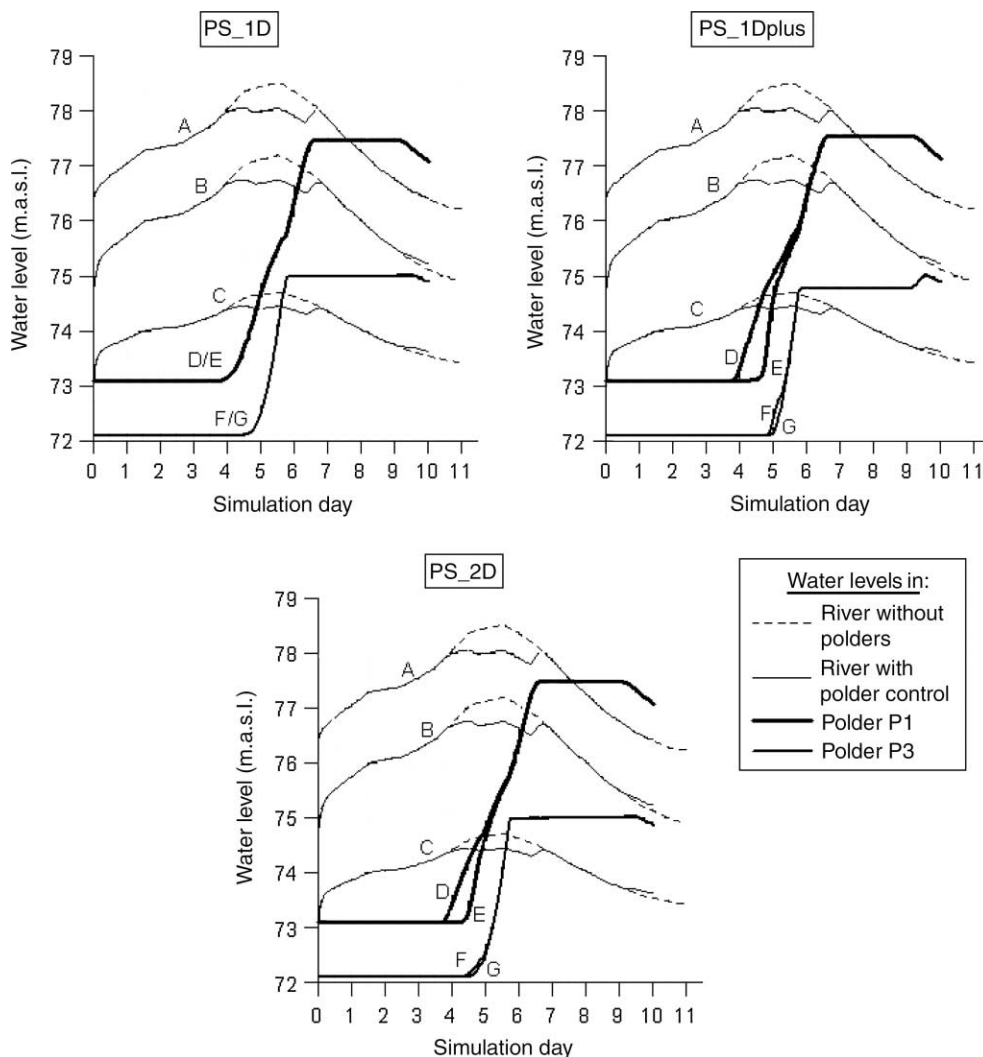 PS_1D
79
78
77
76
75
74
73
72
Water level (m.a.s.l.)
A
B
C
D/E
F/G
0 1 2 3 4 5 6 7 8 9 10 11
Simulation day
PS_1Dplus
79
78
77
76
75
74
73
72
Water level (m.a.s.l.)
A
B
C
D
E
F
G
0 1 2 3 4 5 6 7 8 9 10 11
Simulation day
PS_2D
79
78
77
76
75
74
73
72
Water level (m.a.s.l.)
A
B
C
D
E
F
G
0 1 2 3 4 5 6 7 8 9 10 11
Simulation day
Water levels in:
River without
polders
River with
polder control
Polder P1
Polder P3